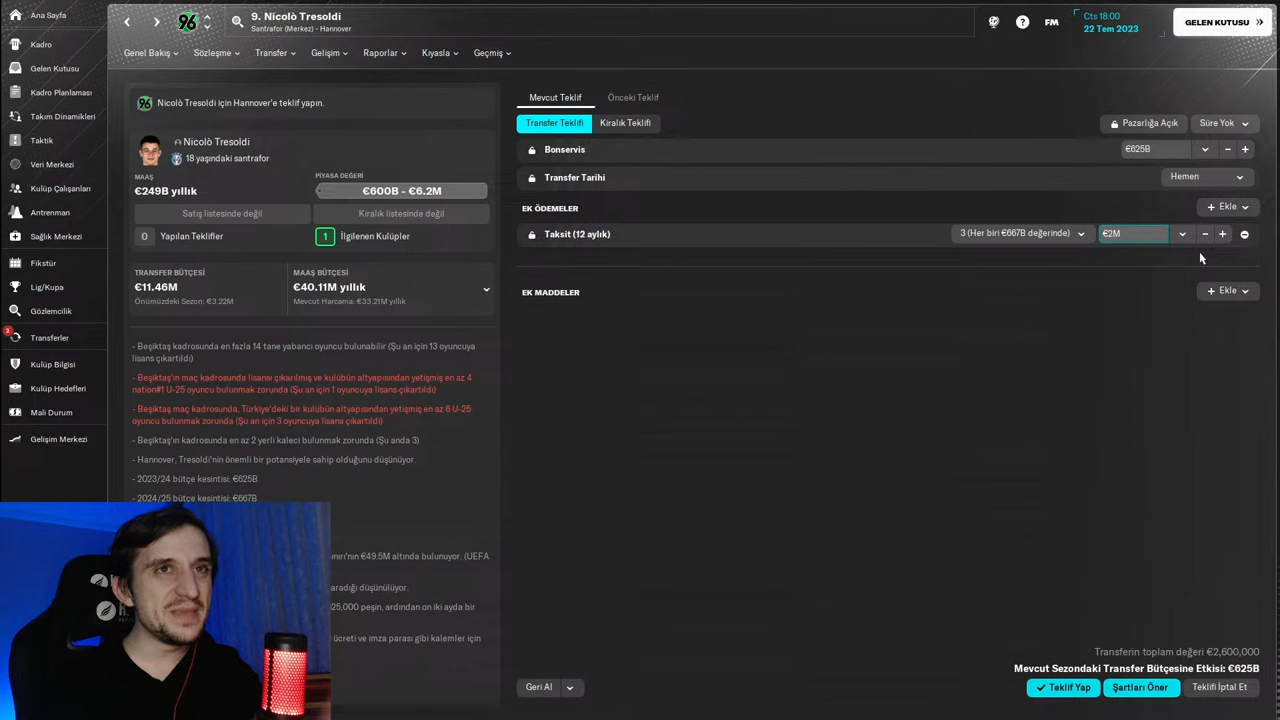 Ana Sayfa
Kadro
Gelen Kutusu
Kadro Planlaması
Takım Dinamikleri
Taktik
Veri Merkezi
Kulüp Çalışanları
Antrenman
Sağlık Merkezi
Fikstür
Lig/Kupa
Gözlemcilik
3
Transferler
Kulüp Bilgisi
Kulüp Hedefleri
Mali Durum
Gelişim Merkezi
96
9. Nicolò Tresoldi
Santrafor (Merkez) - Hannover
FM
Cts 18:00
22 Tem 2023
GELEN KUTUSU
Genel Bakış
Sözleşme
Transfer
Gelişim
Raporlar
Kıyasla
Geçmiş
Nicolò Tresoldi için Hannover'e teklif yapın.
Nicolò Tresoldi
18 yaşındaki santrafor
MAAŞ
€249B yıllık
PİYASA DEĞERİ
€600B - €6.2M
Satış listesinde değil
Kiralık listesinde değil
0 Yapılan Teklifler
1 İlgilenen Kulüpler
TRANSFER BÜTÇESİ
€11.46M
Önümüzdeki Sezon: €3.22M
MAAŞ BÜTÇESİ
€40.11M yıllık
Mevcut Harcama: €33.21M yıllık
- Beşiktaş kadrosunda en fazla 14 tane yabancı oyuncu bulunabilir (Şu an için 13 oyuncuya
lisans çıkartıldı)
- Beşiktaş'ın maç kadrosunda lisansı çıkarılmış ve kulübün altyapısından yetişmiş en az 4
nation#1 U-25 oyuncu bulunmak zorunda (Şu an için 1 oyuncuya lisans çıkartıldı)
- Beşiktaş maç kadrosunda, Türkiye'deki bir kulübün altyapısından yetişmiş en az 6 U-25
oyuncu bulunmak zorunda (Şu an için 3 oyuncuya lisans çıkartıldı)
- Beşiktaş'ın kadrosunda en az 2 yerli kaleci bulunmak zorunda (Şu anda 3)
- Hannover, Tresoldi'nin önemli bir potansiyele sahip olduğunu düşünüyor.
- 2023/24 bütçe kesintisi: €625B
- 2024/25 bütçe kesintisi: €667B
nırı'nın €49.5M altında bulunuyor. (UEFA
aradığı düşünülüyor.
25,000 peşin, ardından on iki ayda bir
ücreti ve imza parası gibi kalemler için
Mevcut Teklif
Önceki Teklif
Transfer Teklifi
Kiralık Teklifi
Pazarlığa Açık
Süre Yok
Bonservis
€625B
Transfer Tarihi
Hemen
EK ÖDEMELER
Ekle
Taksit (12 aylık)
3 (Her biri €667B değerinde)
€2M
EK MADDELER
Ekle
Transferin toplam değeri €2,600,000
Mevcut Sezondaki Transfer Bütçesine Etkisi: €625B
Geri Al
Teklif Yap
Şartları Öner
Teklifi İptal Et